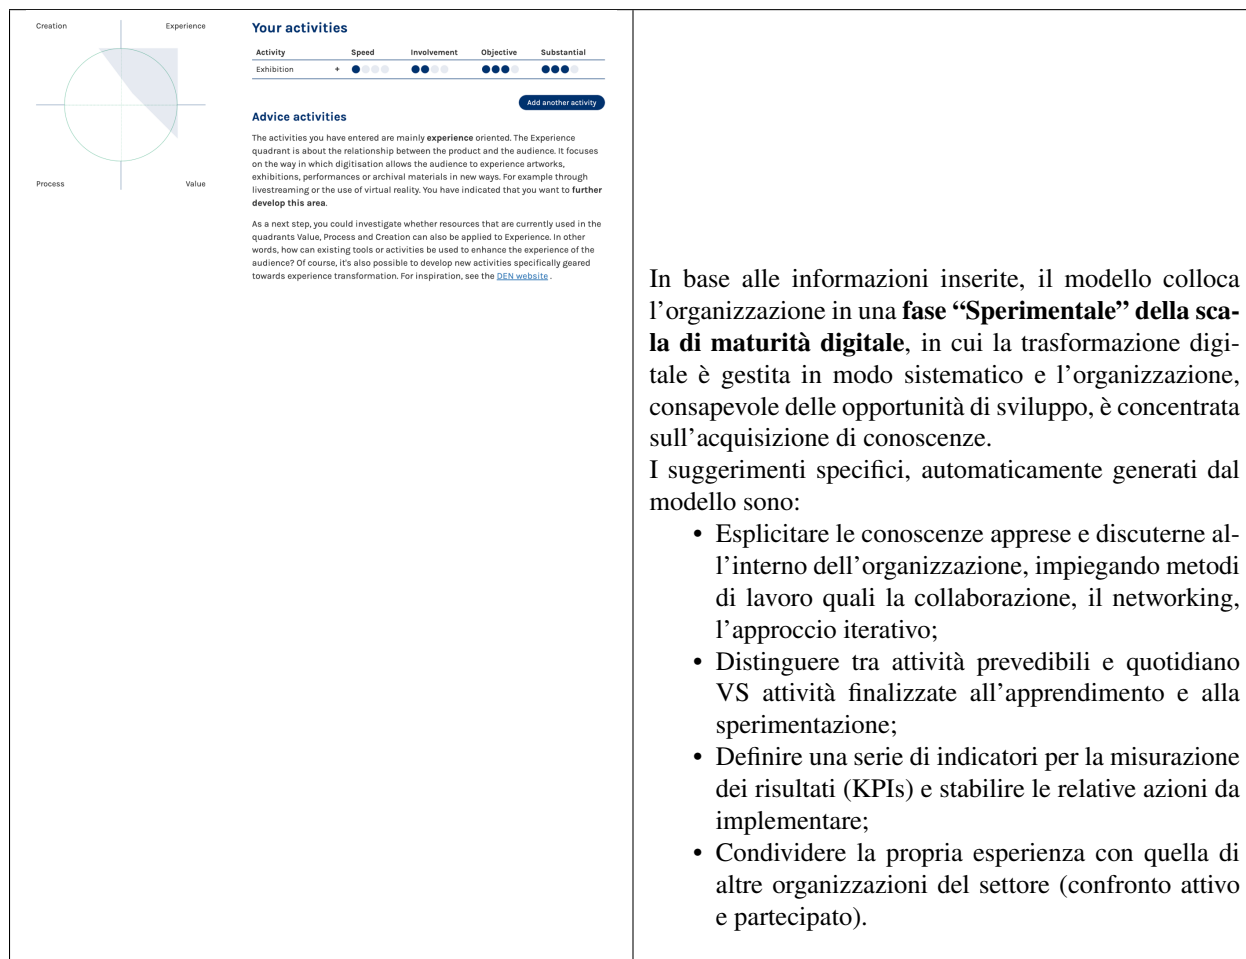 Creation
Experience
Process
Value
Your activities
Activity Speed Involvement Objective Substantial
Exhibition +
Add another activity
Advice activities
The activities you have entered are mainly experience oriented. The Experience
quadrant is about the relationship between the product and the audience. It focuses
on the way in which digitisation allows the audience to experience artworks,
exhibitions, performances or archival materials in new ways. For example through
livestreaming or the use of virtual reality. You have indicated that you want to further
develop this area.
As a next step, you could investigate whether resources that are currently used in the
quadrants Value, Process and Creation can also be applied to Experience. In other
words, how can existing tools or activities be used to enhance the experience of the
audience? Of course, it's also possible to develop new activities specifically geared
towards experience transformation. For inspiration, see the DEN website .
In base alle informazioni inserite, il modello colloca
l'organizzazione in una fase “Sperimentale” della sca-
la di maturità digitale, in cui la trasformazione digi-
tale è gestita in modo sistematico e l'organizzazione,
consapevole delle opportunità di sviluppo, è concentrata
sull'acquisizione di conoscenze.
I suggerimenti specifici, automaticamente generati dal
modello sono:
• Esplicitare le conoscenze apprese e discuterne al-
l'interno dell'organizzazione, impiegando metodi
di lavoro quali la collaborazione, il networking,
l'approccio iterativo;
• Distinguere tra attività prevedibili e quotidiano
VS attività finalizzate all'apprendimento e alla
sperimentazione;
• Definire una serie di indicatori per la misurazione
dei risultati (KPIs) e stabilire le relative azioni da
implementare;
• Condividere la propria esperienza con quella di
altre organizzazioni del settore (confronto attivo
e partecipato).